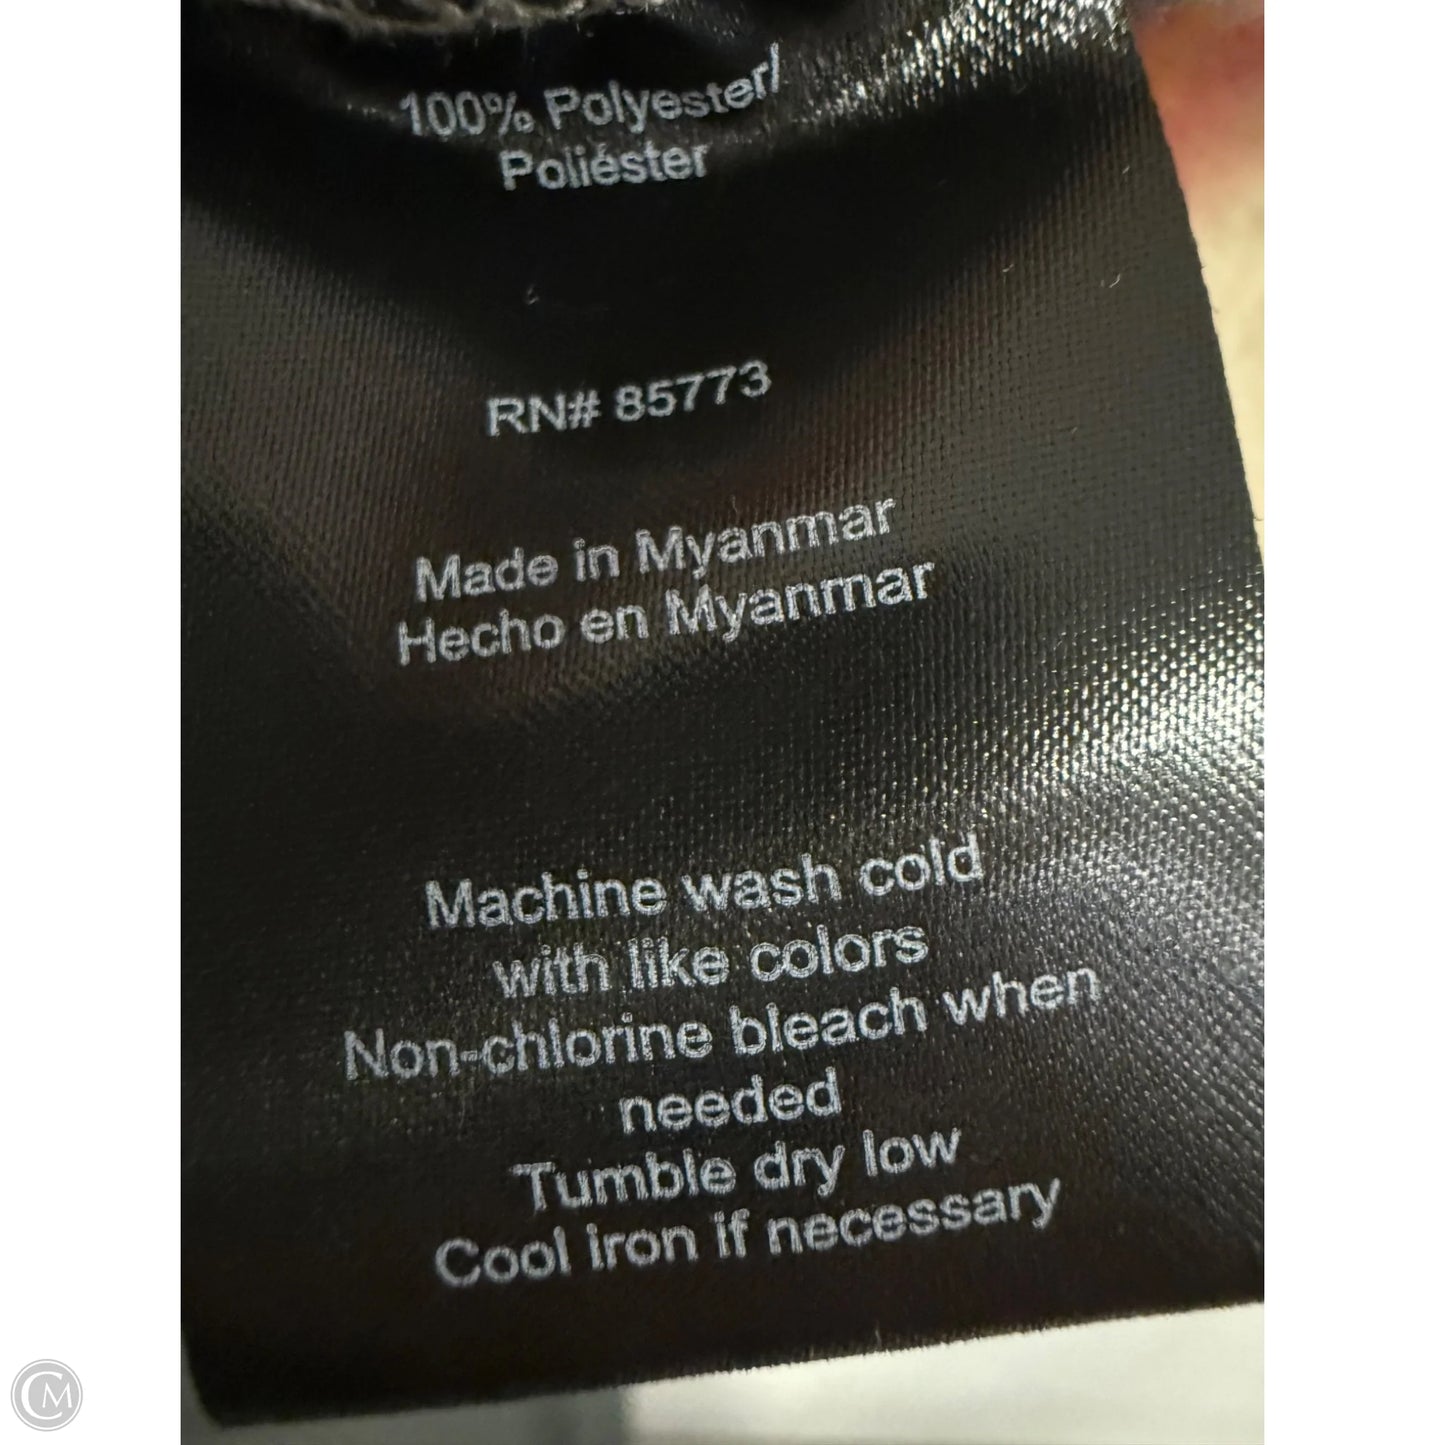 100% Polyester/
Poliéster
RN# 85773
Made in Myanmar
Hecho en Myanmar
Machine wash cold
with like colors
Non-chlorine bleach when
needed
Tumble dry low
Cool iron if necessary
CM